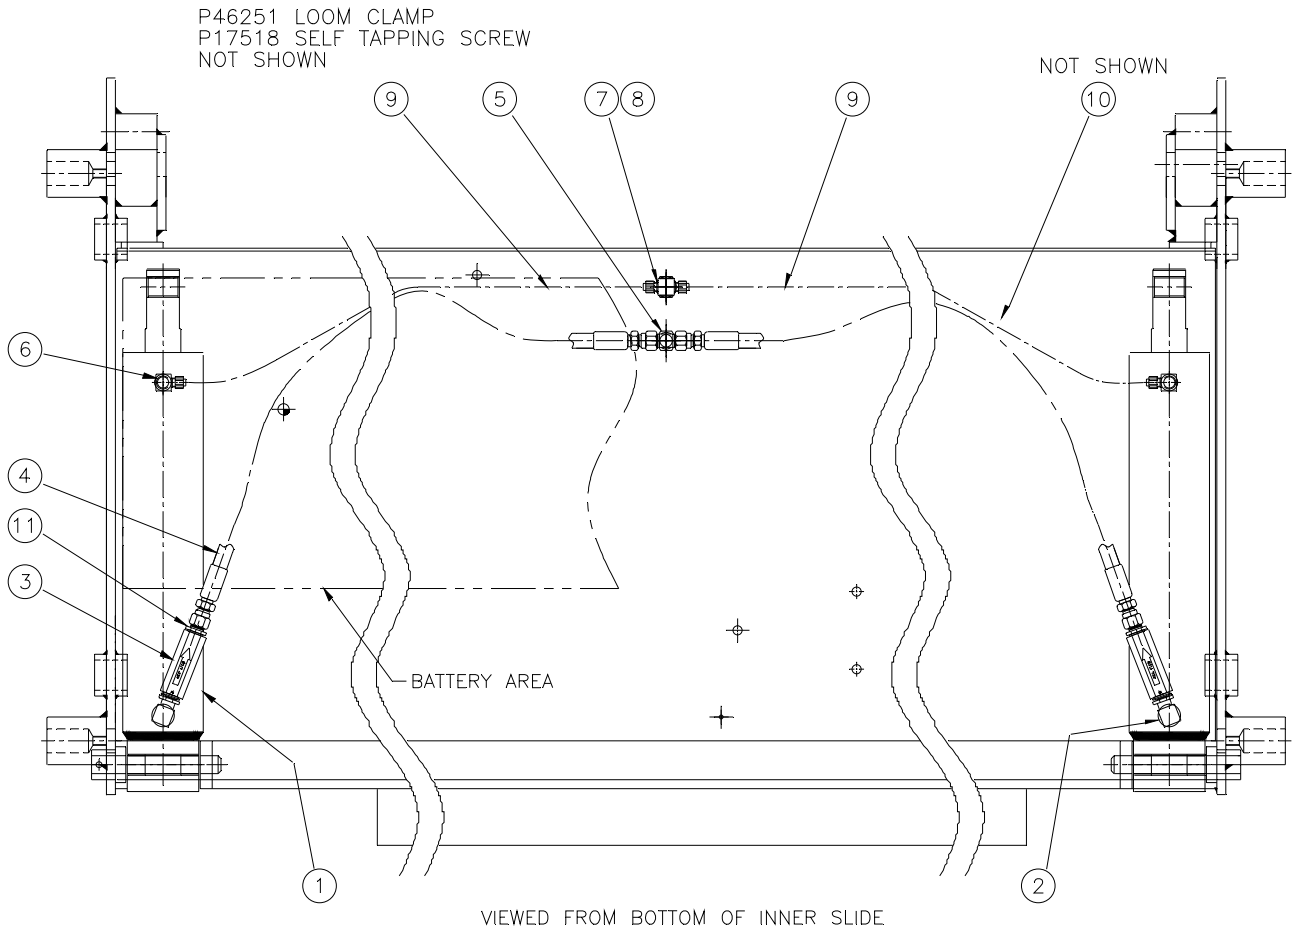 P46251 LOOM CLAMP
P17518 SELF TAPPING SCREW
NOT SHOWN
NOT SHOWN
9
5
7 8
9
10
6
4
11
3
BATTERY AREA
1
2
VIEWED FROM BOTTOM OF INNER SLIDE